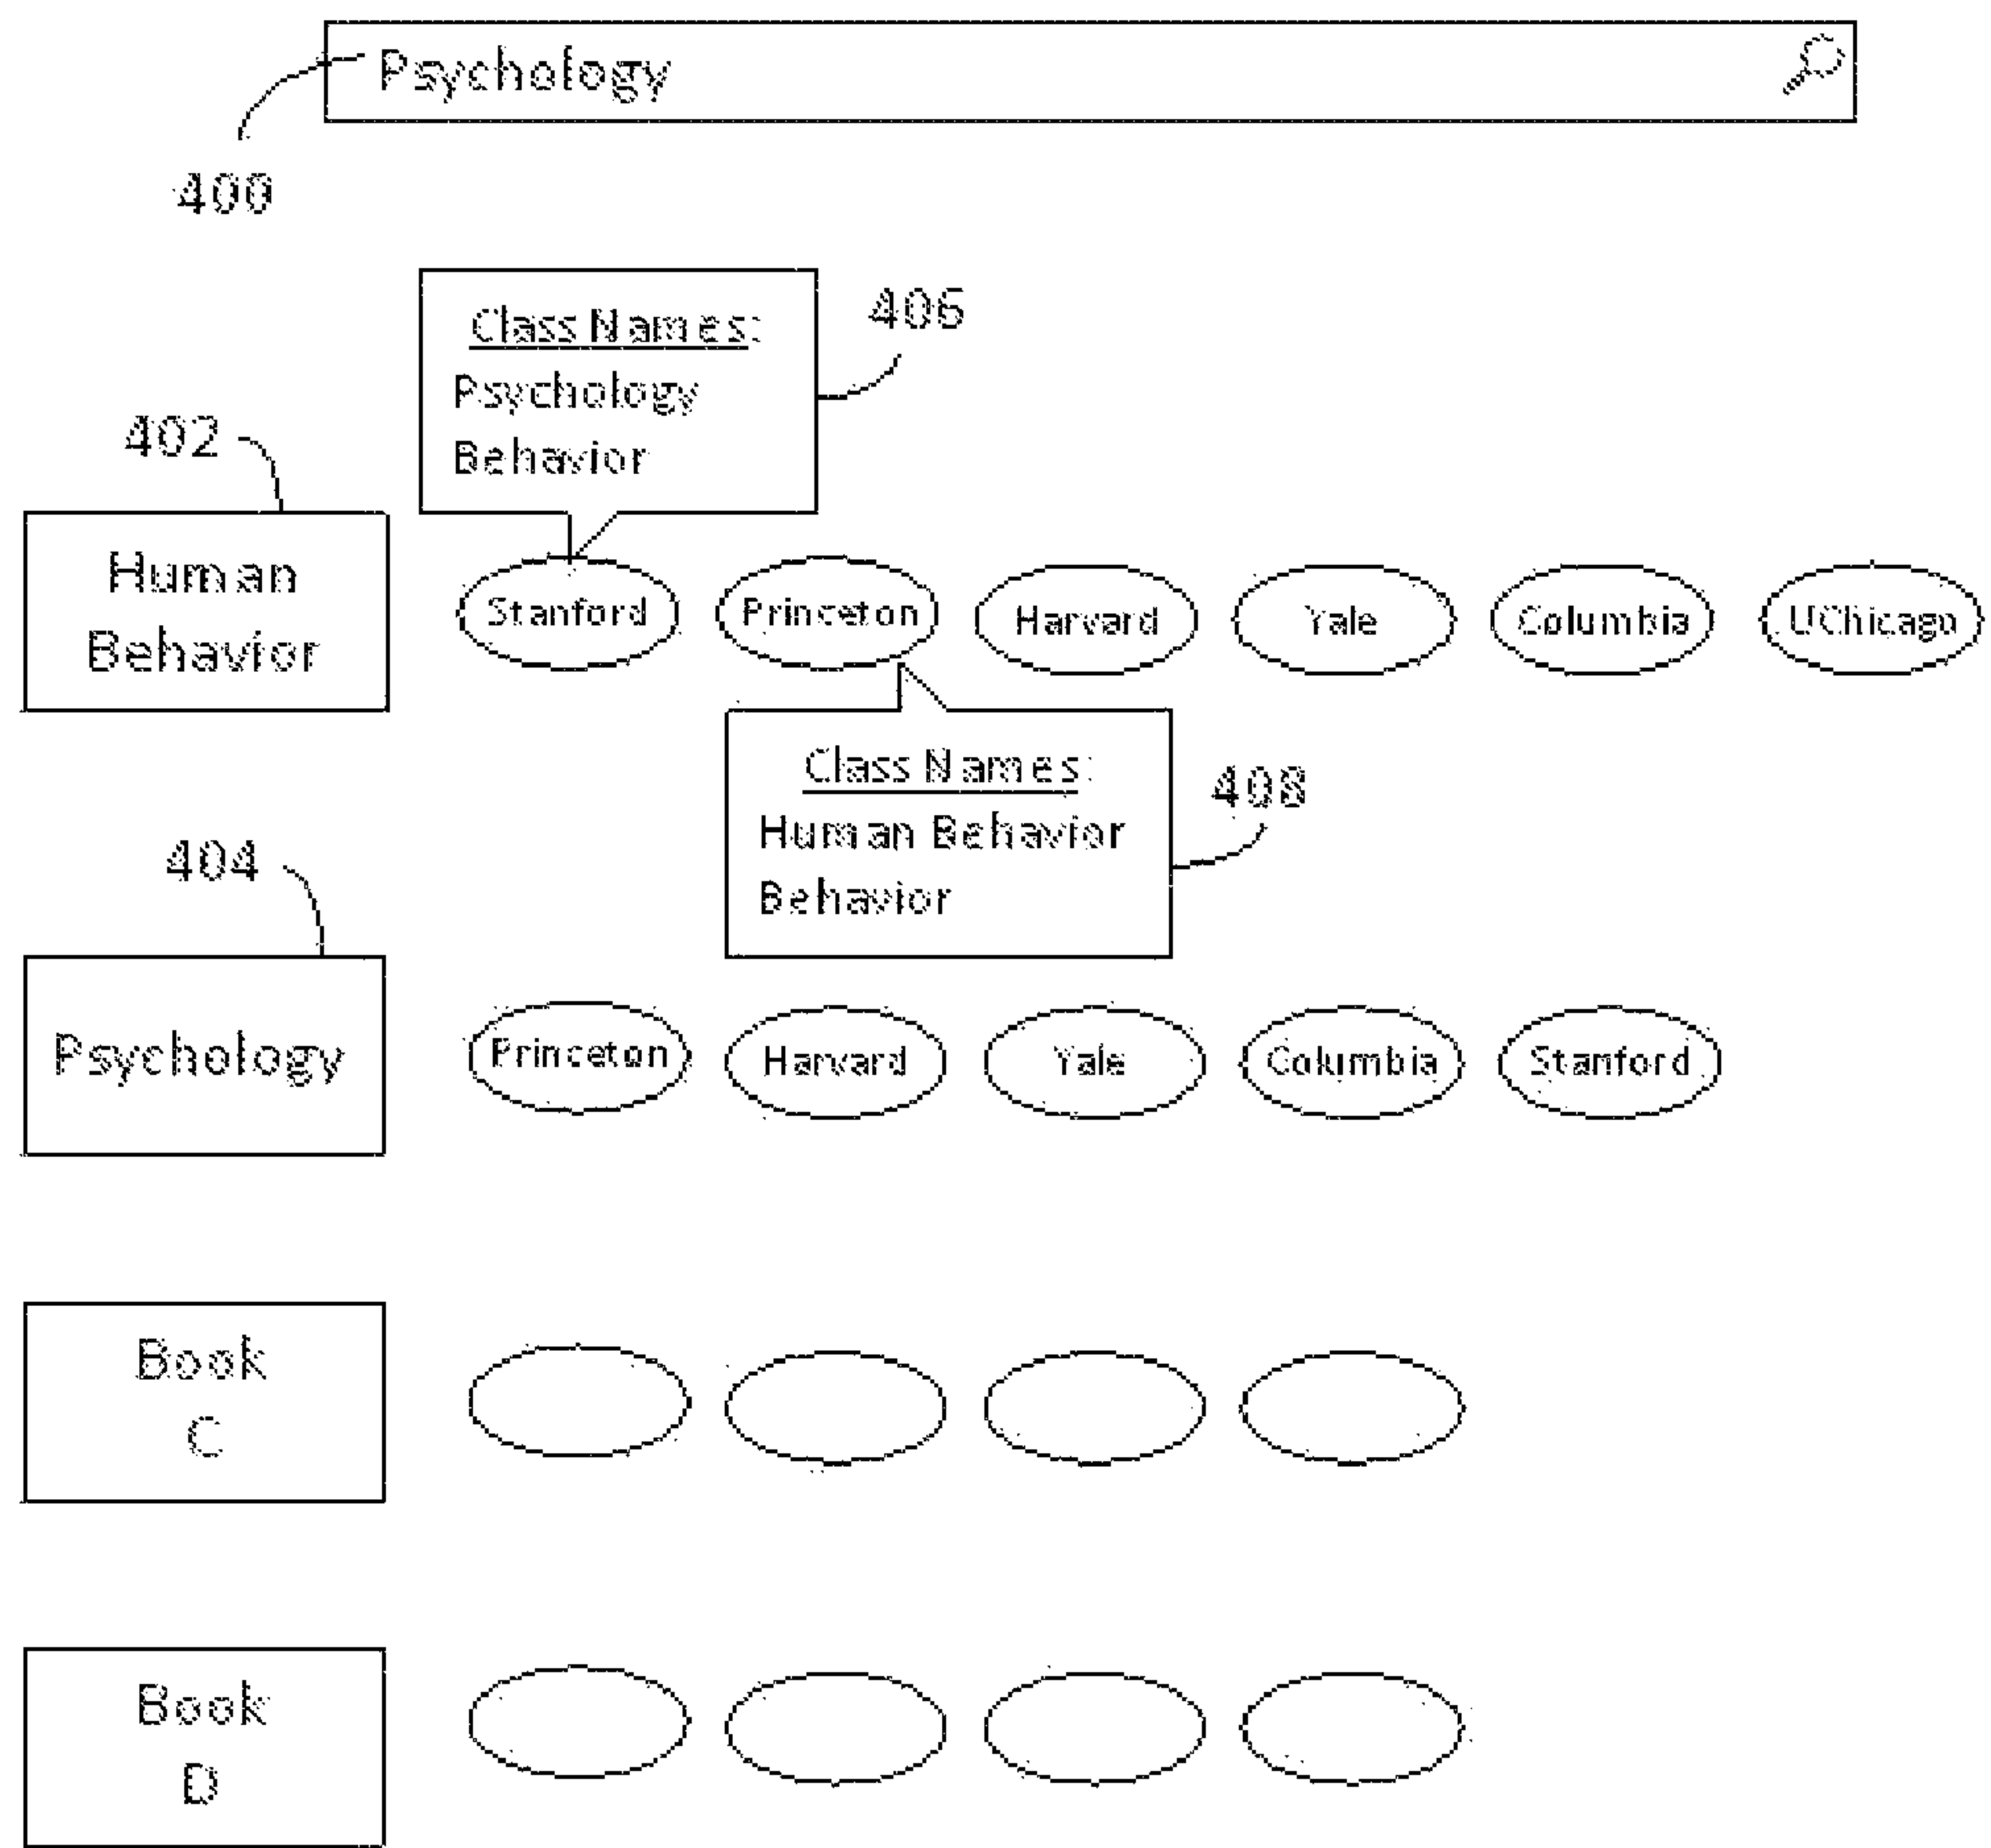 Psychology
400
Class Names:
Psychology
Behavior
406
402
Human
Behavior
Stanford
Princeton
Harvard
Yale
Columbia
UChicago
Class Names:
Human Behavior
Behavior
408
404
Psychology
Princeton
Harvard
Yale
Columbia
Stanford
Book
C
Book
D